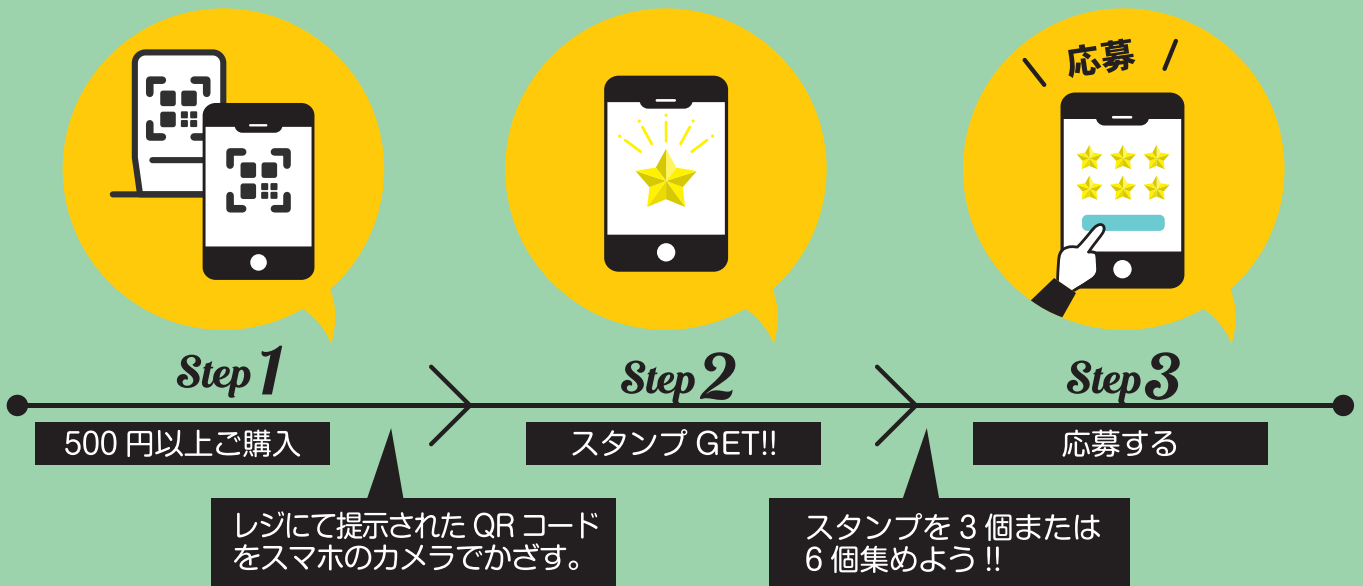 応募
Step 1
Step 2
Step 3
500 円以上ご購入
スタンプ GET!!
応募する
レジにて提示された QR コード
をスマホのカメラでかざす。
スタンプを 3 個または
6 個集めよう !!